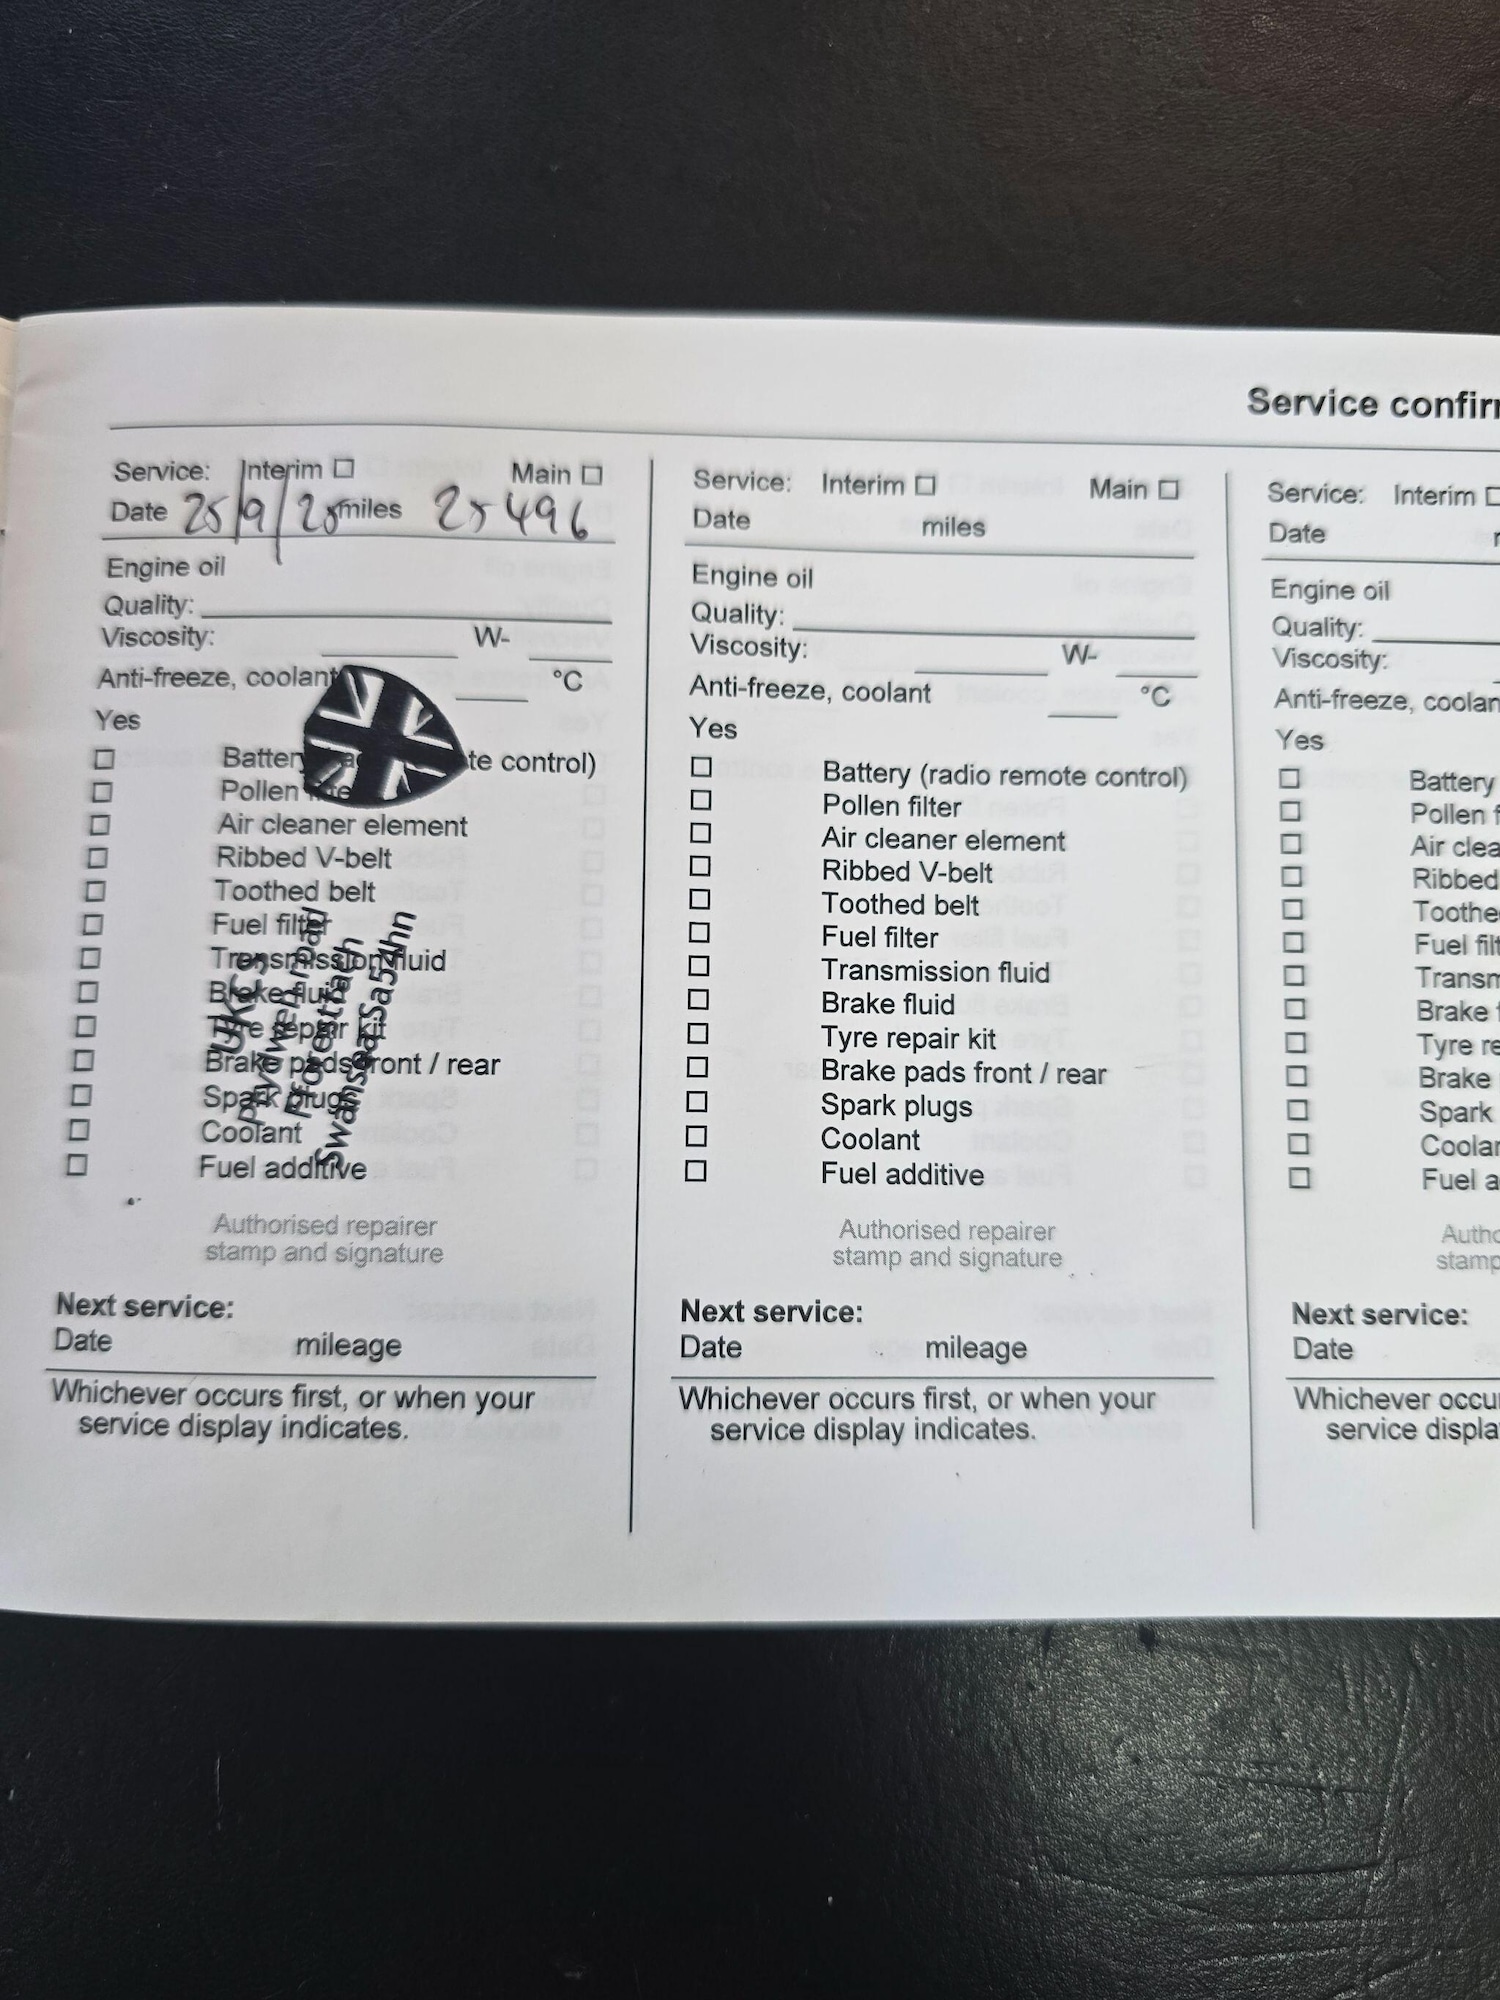 Service confirm
Service: Interim Main
Date 25/9/25 miles 25496
Engine oil
Quality:
Viscosity: W-
Anti-freeze, coolant °C
Yes
Battery te control)
Pollen
Air cleaner element
Ribbed V-belt
Toothed belt
Fuel filter
Transmission fluid
Brake fluid
Tyre repair kit
Brake pads front / rear
Spark plugs
Coolant
Fuel additive
UKCS
Swansea Sa54hn
Authorised repairer
stamp and signature
Next service:
Date mileage
Whichever occurs first, or when your
service display indicates.
Service: Interim Main
Date miles
Engine oil
Quality:
Viscosity: W-
Anti-freeze, coolant °C
Yes
Battery (radio remote control)
Pollen filter
Air cleaner element
Ribbed V-belt
Toothed belt
Fuel filter
Transmission fluid
Brake fluid
Tyre repair kit
Brake pads front / rear
Spark plugs
Coolant
Fuel additive
Authorised repairer
stamp and signature
Next service:
Date mileage
Whichever occurs first, or when your
service display indicates.
Service: Interim
Date
Engine oil
Quality:
Viscosity:
Anti-freeze, coolan
Yes
Battery
Pollen f
Air clea
Ribbed
Toothe
Fuel filt
Transm
Brake
Tyre re
Brake
Spark
Coolar
Fuel a
Autho
stamp
Next service:
Date
Whichever occu
service displa